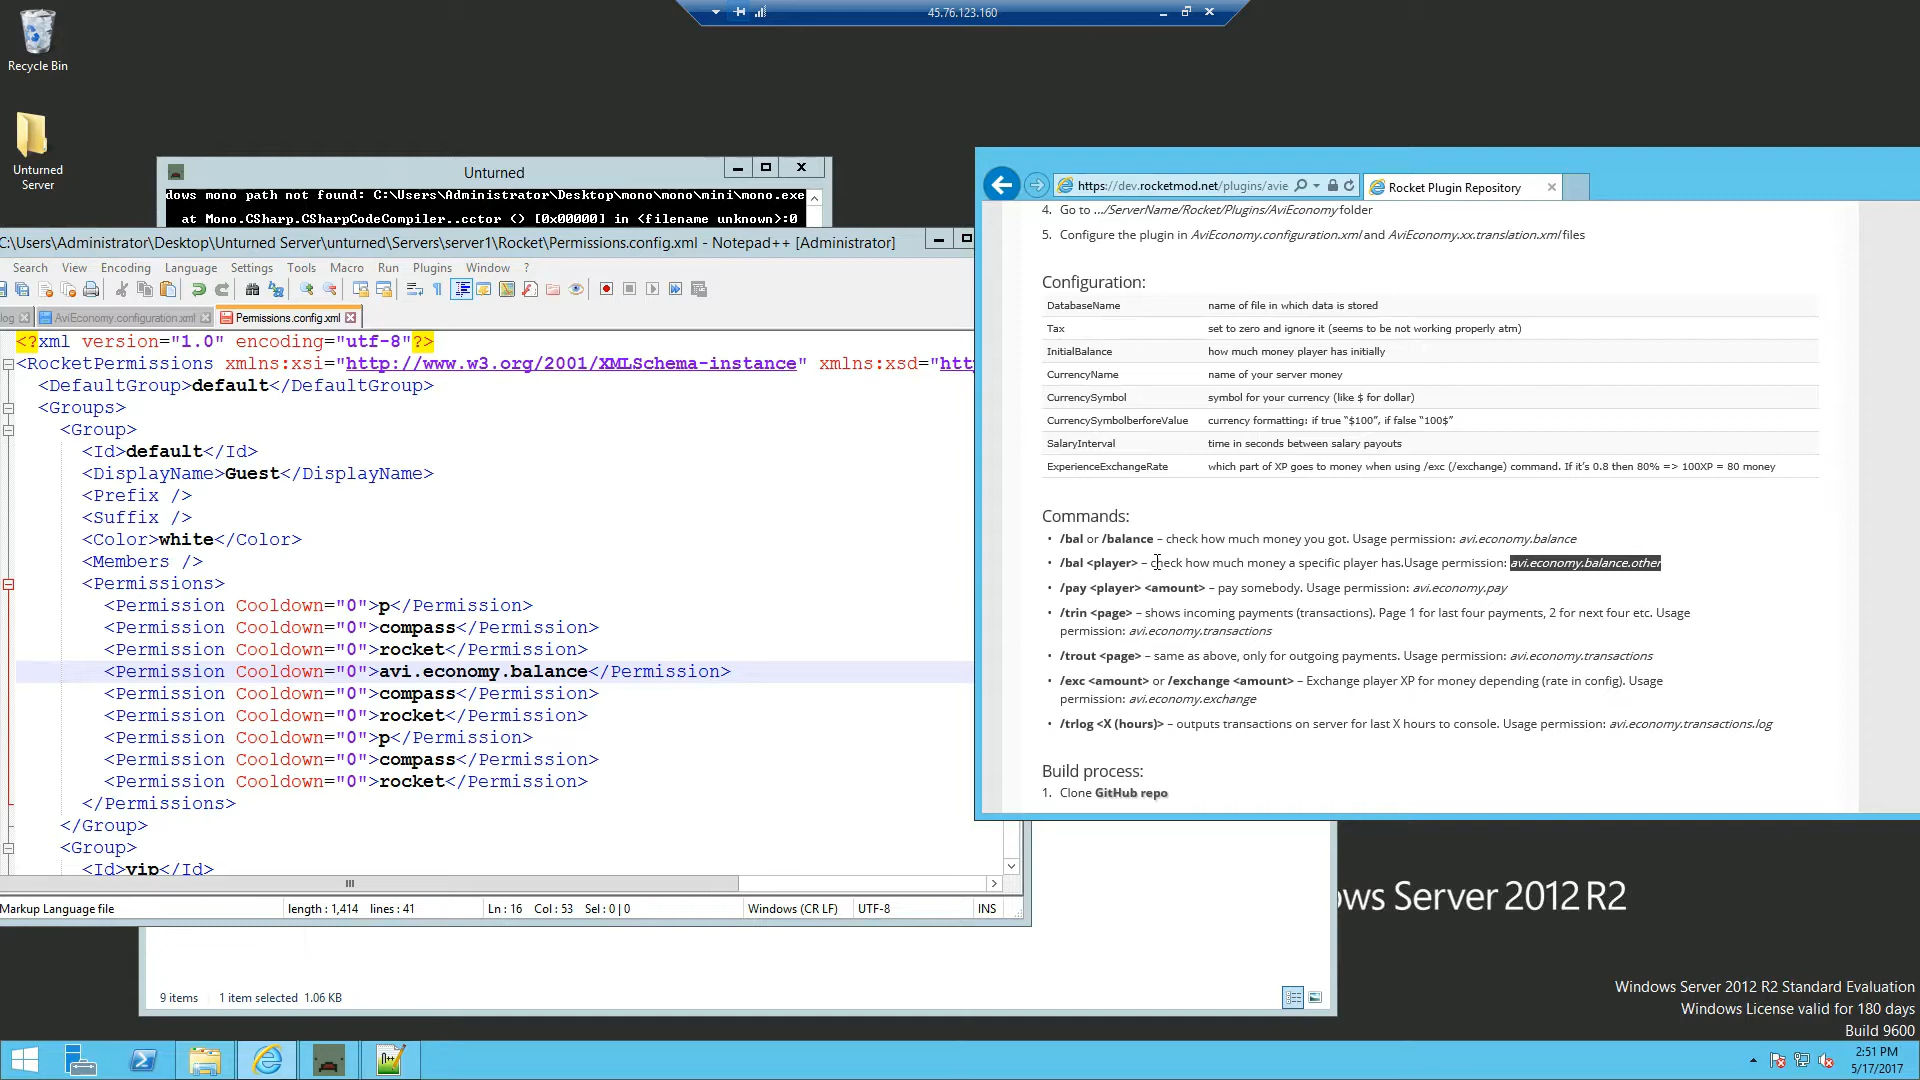 45.76.123.160
Recycle Bin
Unturned
Server
Unturned
dows mono path not found: C:\Users\Administrator\Desktop\mono\mono\mini\mono.exe
at Mono.CSharp.CSharpCodeCompiler..cctor () [0x00000] in <filename unknown>:0
C:\Users\Administrator\Desktop\Unturned Server\unturned\Servers\server1\Rocket\Permissions.config.xml - Notepad++ [Administrator]
Search View Encoding Language Settings Tools Macro Run Plugins Window ?
log AviEconomy.configuration.xml Permissions.config.xml
<?xml version="1.0" encoding="utf-8"?>
<RocketPermissions xmlns:xsi="http://www.w3.org/2001/XMLSchema-instance" xmlns:xsd="htt
<DefaultGroup>default</DefaultGroup>
<Groups>
<Group>
<Id>default</Id>
<DisplayName>Guest</DisplayName>
<Prefix />
<Suffix />
<Color>white</Color>
<Members />
<Permissions>
<Permission Cooldown="0">p</Permission>
<Permission Cooldown="0">compass</Permission>
<Permission Cooldown="0">rocket</Permission>
<Permission Cooldown="0">avi.economy.balance</Permission>
<Permission Cooldown="0">compass</Permission>
<Permission Cooldown="0">rocket</Permission>
<Permission Cooldown="0">p</Permission>
<Permission Cooldown="0">compass</Permission>
<Permission Cooldown="0">rocket</Permission>
</Permissions>
</Group>
<Group>
<Id>vip</Id>
Markup Language file length : 1,414 lines : 41 Ln : 16 Col : 53 Sel : 0 | 0 Windows (CR LF) UTF-8 INS
https://dev.rocketmod.net/plugins/avie Rocket Plugin Repository
4. Go to .../ServerName/Rocket/Plugins/AviEconomy folder
5. Configure the plugin in AviEconomy.configuration.xml and AviEconomy.xx.translation.xml files
Configuration:
DatabaseName name of file in which data is stored
Tax set to zero and ignore it (seems to be not working properly atm)
InitialBalance how much money player has initially
CurrencyName name of your server money
CurrencySymbol symbol for your currency (like $ for dollar)
CurrencySymbolberforeValue currency formatting: if true “$100”, if false “100$”
SalaryInterval time in seconds between salary payouts
ExperienceExchangeRate which part of XP goes to money when using /exc (/exchange) command. If it’s 0.8 then 80% => 100XP = 80 money
Commands:
• /bal or /balance – check how much money you got. Usage permission: avi.economy.balance
• /bal <player> – check how much money a specific player has.Usage permission: avi.economy.balance.other
• /pay <player> <amount> – pay somebody. Usage permission: avi.economy.pay
• /trin <page> – shows incoming payments (transactions). Page 1 for last four payments, 2 for next four etc. Usage
permission: avi.economy.transactions
• /trout <page> – same as above, only for outgoing payments. Usage permission: avi.economy.transactions
• /exc <amount> or /exchange <amount> – Exchange player XP for money depending (rate in config). Usage
permission: avi.economy.exchange
• /trlog <X (hours)> – outputs transactions on server for last X hours to console. Usage permission: avi.economy.transactions.log
Build process:
1. Clone GitHub repo
9 items 1 item selected 1.06 KB
ows Server 2012 R2
Windows Server 2012 R2 Standard Evaluation
Windows License valid for 180 days
Build 9600
2:51 PM
5/17/2017